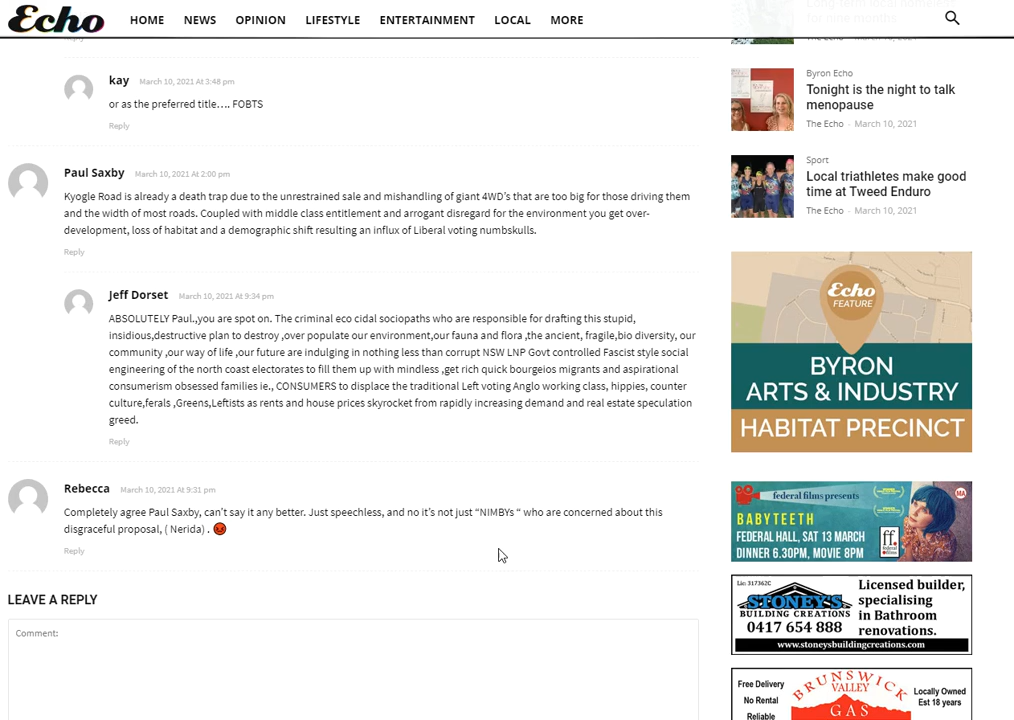 Echo
HOME NEWS OPINION LIFESTYLE ENTERTAINMENT LOCAL MORE
kay March 10, 2021 At 3:48 pm
or as the preferred title…. FOBTS
Reply
Paul Saxby March 10, 2021 At 2:00 pm
Kyogle Road is already a death trap due to the unrestrained sale and mishandling of giant 4WD’s that are too big for those driving them
and the width of most roads. Coupled with middle class entitlement and arrogant disregard for the environment you get over-
development, loss of habitat and a demographic shift resulting an influx of Liberal voting numbskulls.
Reply
Jeff Dorset March 10, 2021 At 9:34 pm
ABSOLUTELY Paul.,you are spot on. The criminal eco cidal sociopaths who are responsible for drafting this stupid,
insidious,destructive plan to destroy ,over populate our environment,our fauna and flora ,the ancient, fragile,bio diversity, our
community ,our way of life ,our future are indulging in nothing less than corrupt NSW LNP Govt controlled Fascist style social
engineering of the north coast electorates to fill them up with mindless ,get rich quick bourgeios migrants and aspirational
consumerism obsessed families ie., CONSUMERS to displace the traditional Left voting Anglo working class, hippies, counter
culture,ferals ,Greens,Leftists as rents and house prices skyrocket from rapidly increasing demand and real estate speculation
greed.
Reply
Rebecca March 10, 2021 At 9:31 pm
Completely agree Paul Saxby, can’t say it any better. Just speechless, and no it’s not just “NIMBYs “ who are concerned about this
disgraceful proposal, ( Nerida) . 😡
Reply
LEAVE A REPLY
Comment:
Long-term local homeless
for nine months
Byron Echo
Tonight is the night to talk
menopause
The Echo - March 10, 2021
Sport
Local triathletes make good
time at Tweed Enduro
The Echo - March 10, 2021
Echo
FEATURE
BYRON
ARTS & INDUSTRY
HABITAT PRECINCT
federal films presents
MA
BABYTEETH
FEDERAL HALL, SAT 13 MARCH
DINNER 6.30PM, MOVIE 8PM
ff
Lic: 317362C
STONEY'S
BUILDING CREATIONS
0417 654 888
Licensed builder,
specialising
in Bathroom
renovations.
www.stoneysbuildingcreations.com
Free Delivery
No Rental
Reliable
BRUNSWICK
VALLEY
GAS
Locally Owned
Est 18 years